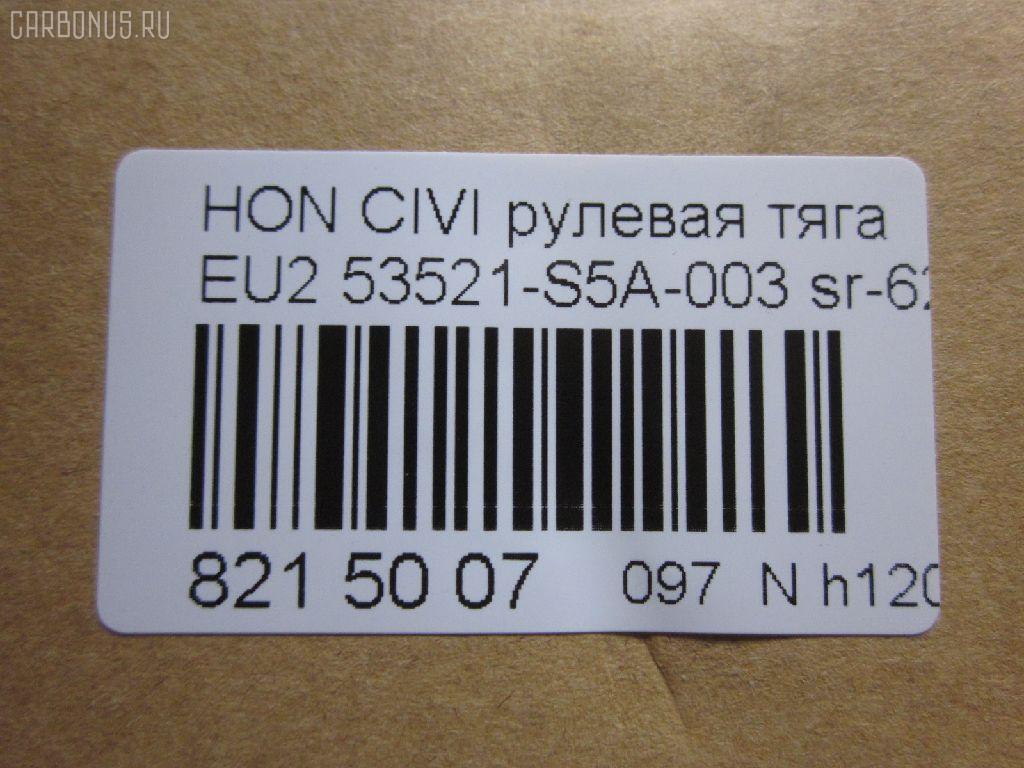 CARBONUS.RU
HON CIVI рулевая тяга
EU2 53521-S5A-003 sr-62
821 50 07 097 N h120